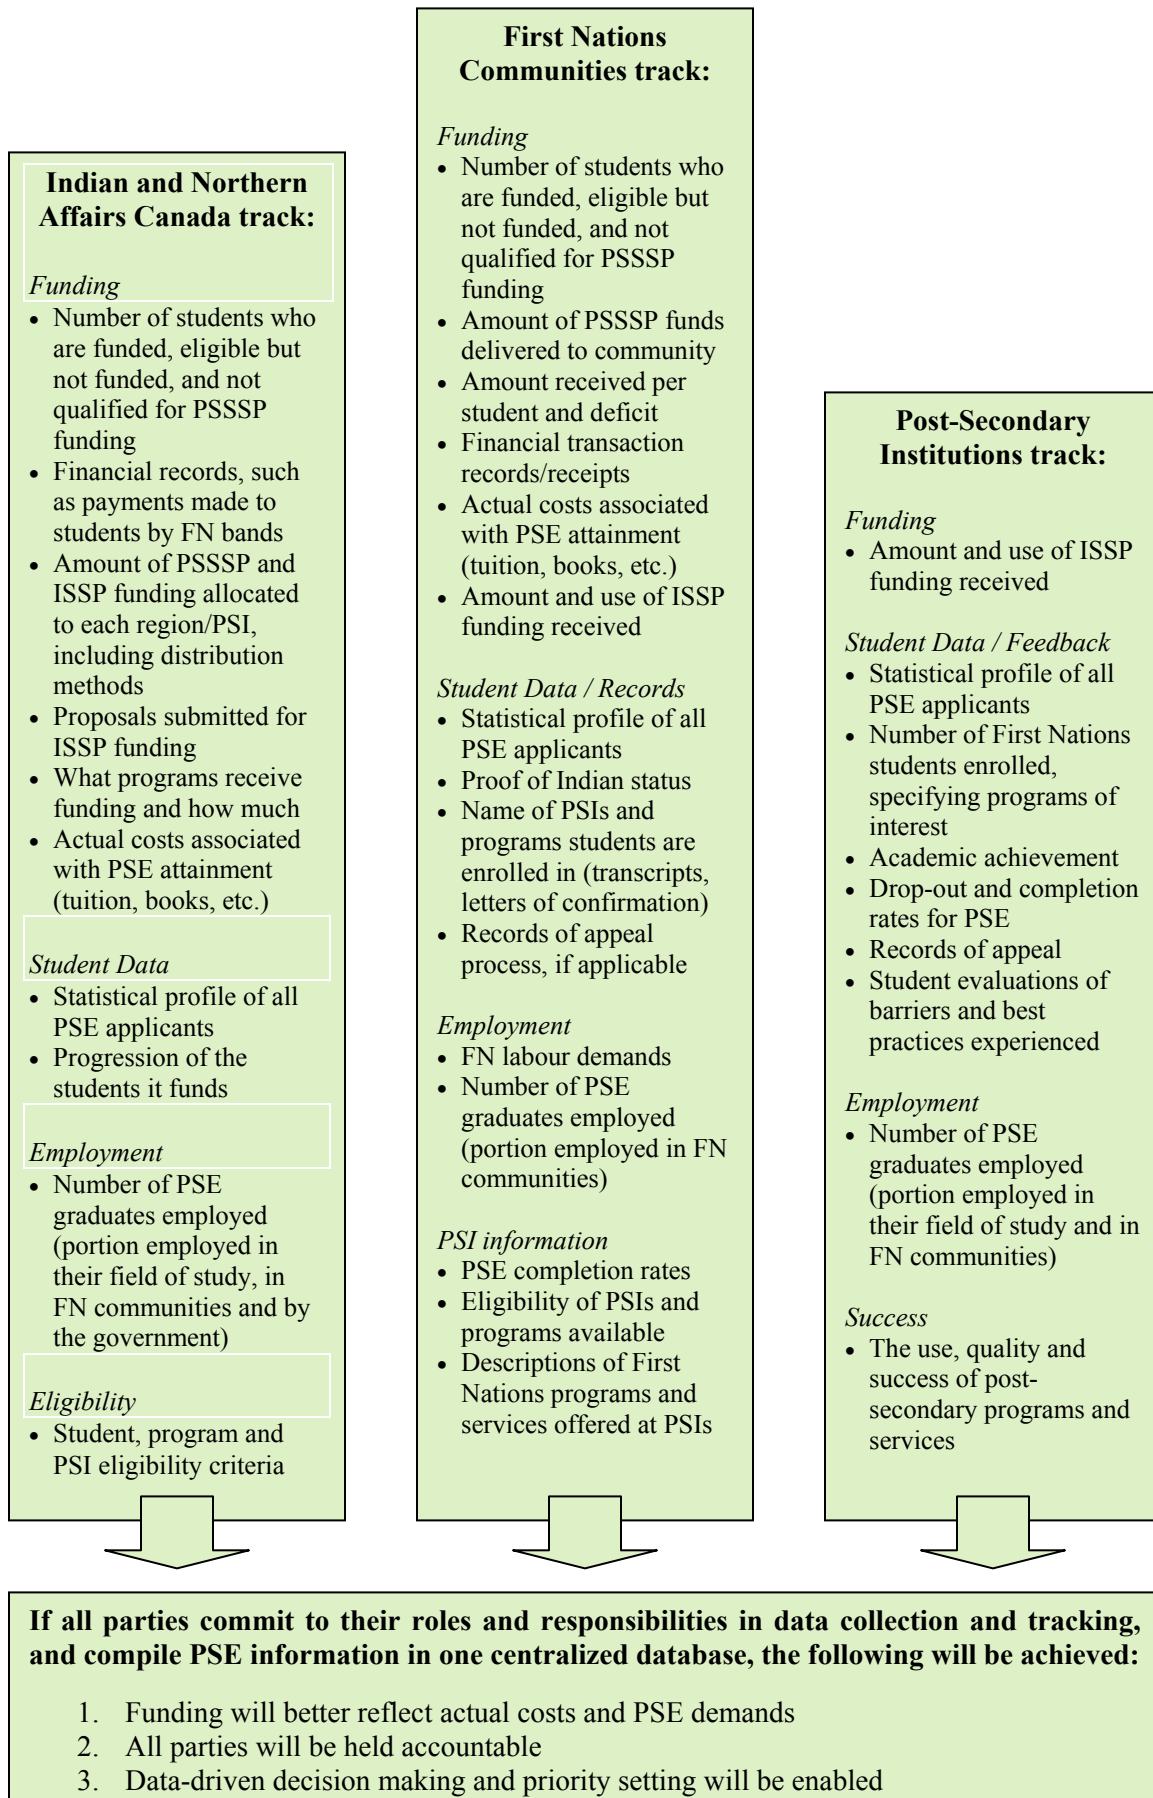 Indian and Northern
Affairs Canada track:
Funding
• Number of students who
are funded, eligible but
not funded, and not
qualified for PSSSP
funding
• Financial records, such
as payments made to
students by FN bands
• Amount of PSSSP and
ISSP funding allocated
to each region/PSI,
including distribution
methods
• Proposals submitted for
ISSP funding
• What programs receive
funding and how much
• Actual costs associated
with PSE attainment
(tuition, books, etc.)
Student Data
• Statistical profile of all
PSE applicants
• Progression of the
students it funds
Employment
• Number of PSE
graduates employed
(portion employed in
their field of study, in
FN communities and by
the government)
Eligibility
• Student, program and
PSI eligibility criteria
First Nations
Communities track:
Funding
• Number of students who
are funded, eligible but
not funded, and not
qualified for PSSSP
funding
• Amount of PSSSP funds
delivered to community
• Amount received per
student and deficit
• Financial transaction
records/receipts
• Actual costs associated
with PSE attainment
(tuition, books, etc.)
• Amount and use of ISSP
funding received
Student Data / Records
• Statistical profile of all
PSE applicants
• Proof of Indian status
• Name of PSIs and
programs students are
enrolled in (transcripts,
letters of confirmation)
• Records of appeal
process, if applicable
Employment
• FN labour demands
• Number of PSE
graduates employed
(portion employed in FN
communities)
PSI information
• PSE completion rates
• Eligibility of PSIs and
programs available
• Descriptions of First
Nations programs and
services offered at PSIs
Post-Secondary
Institutions track:
Funding
• Amount and use of ISSP
funding received
Student Data / Feedback
• Statistical profile of all
PSE applicants
• Number of First Nations
students enrolled,
specifying programs of
interest
• Academic achievement
• Drop-out and completion
rates for PSE
• Records of appeal
• Student evaluations of
barriers and best
practices experienced
Employment
• Number of PSE
graduates employed
(portion employed in
their field of study and in
FN communities)
Success
• The use, quality and
success of post-
secondary programs and
services
If all parties commit to their roles and responsibilities in data collection and tracking,
and compile PSE information in one centralized database, the following will be achieved:
1. Funding will better reflect actual costs and PSE demands
2. All parties will be held accountable
3. Data-driven decision making and priority setting will be enabled